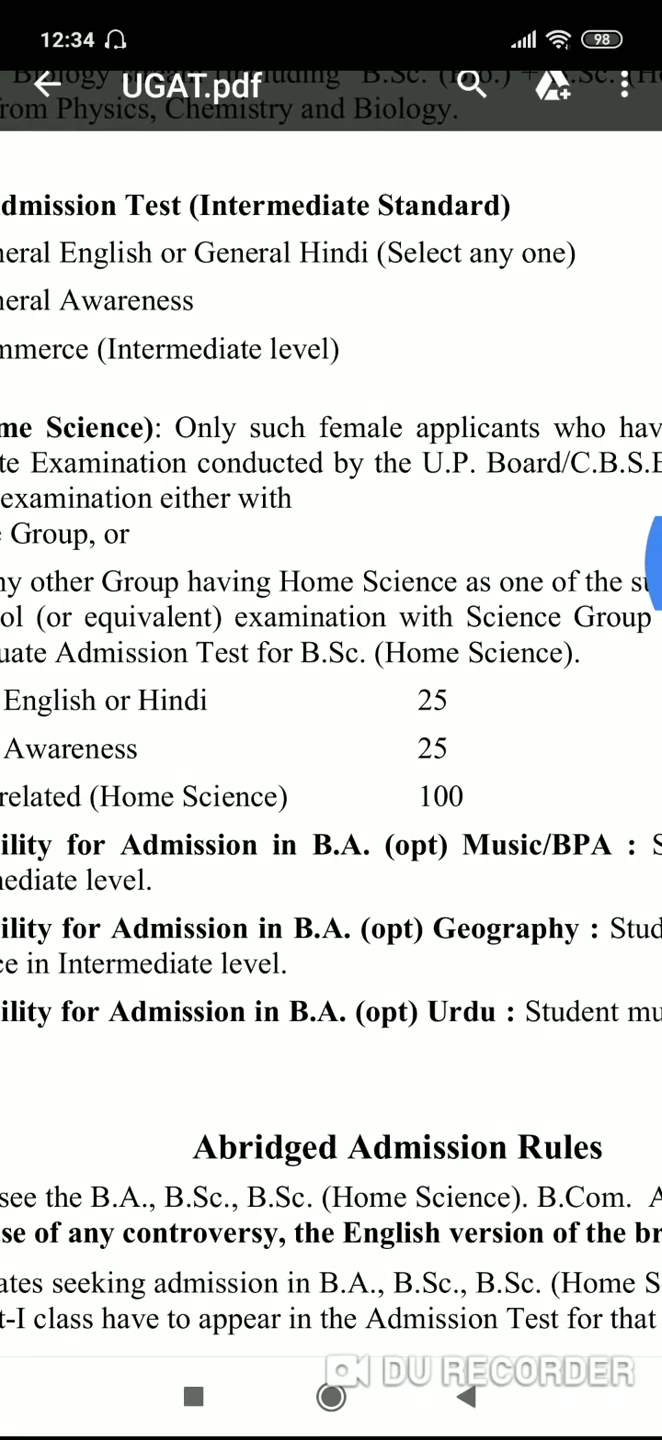 12:34
98
Biology
including B.Sc.
UGAT.pdf
rom Physics, Chemistry and Biology.
dmission Test (Intermediate Standard)
neral English or General Hindi (Select any one)
neral Awareness
mmerce (Intermediate level)
me Science): Only such female applicants who hav
te Examination conducted by the U.P. Board/C.B.S.E
examination either with
e Group, or
ny other Group having Home Science as one of the su
ol (or equivalent) examination with Science Group
uate Admission Test for B.Sc. (Home Science).
English or Hindi 25
Awareness 25
related (Home Science) 100
ility for Admission in B.A. (opt) Music/BPA : S
nediate level.
ility for Admission in B.A. (opt) Geography : Stud
ce in Intermediate level.
ility for Admission in B.A. (opt) Urdu : Student mu
Abridged Admission Rules
see the B.A., B.Sc., B.Sc. (Home Science). B.Com. A
se of any controversy, the English version of the br
ates seeking admission in B.A., B.Sc., B.Sc. (Home S
t-I class have to appear in the Admission Test for that
DU RECORDER